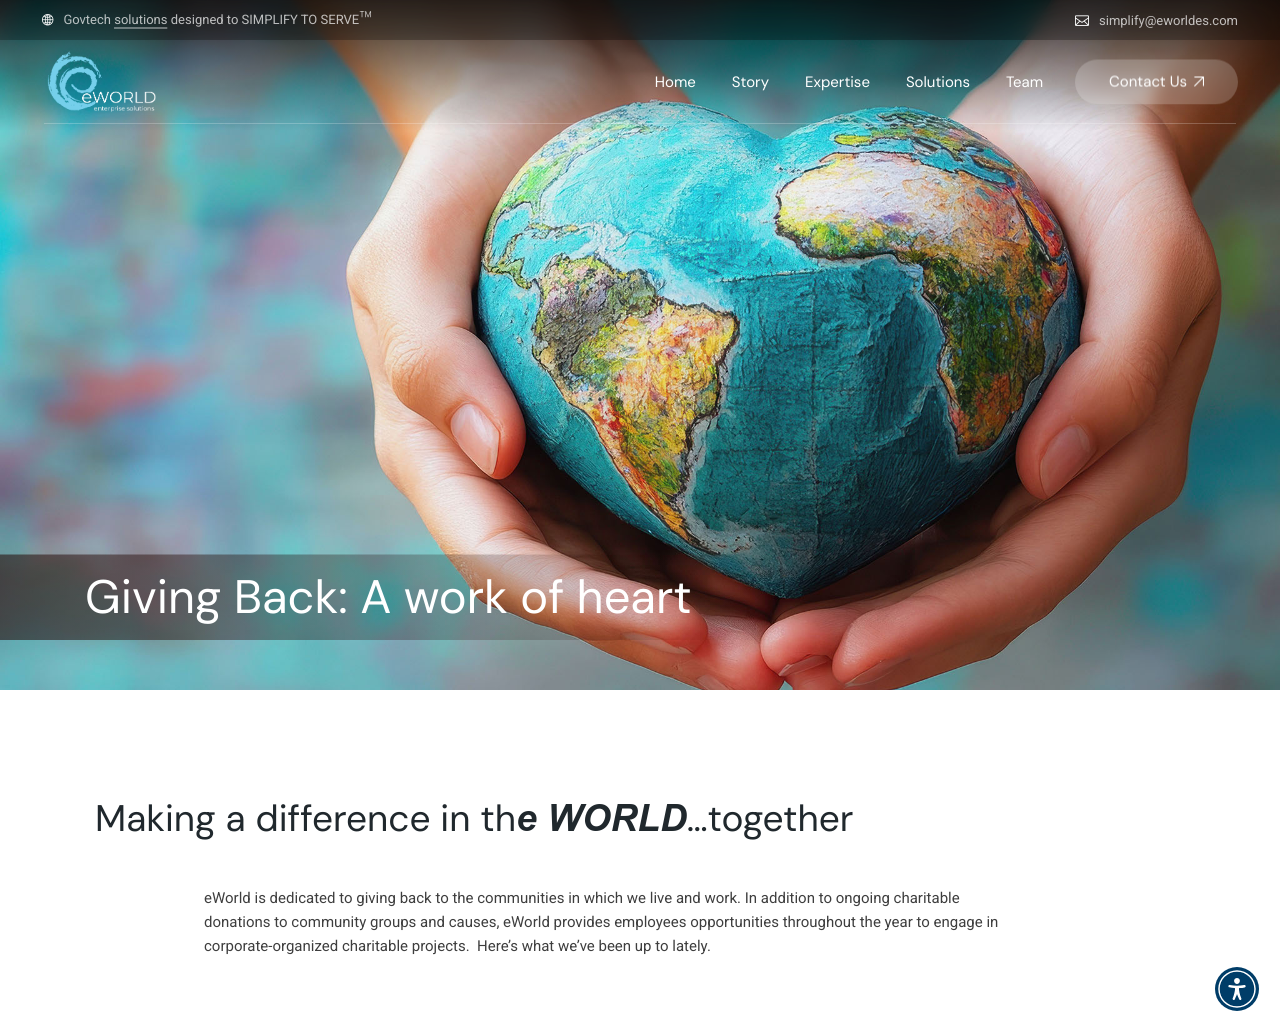 Govtech solutions designed to SIMPLIFY TO SERVE™
simplify@eworldes.com
eWORLD
enterprise solutions
Home
Story
Expertise
Solutions
Team
Contact Us
Giving Back: A work of heart
Making a difference in the WORLD...together
eWorld is dedicated to giving back to the communities in which we live and work. In addition to ongoing charitable
donations to community groups and causes, eWorld provides employees opportunities throughout the year to engage in
corporate-organized charitable projects.  Here’s what we’ve been up to lately.